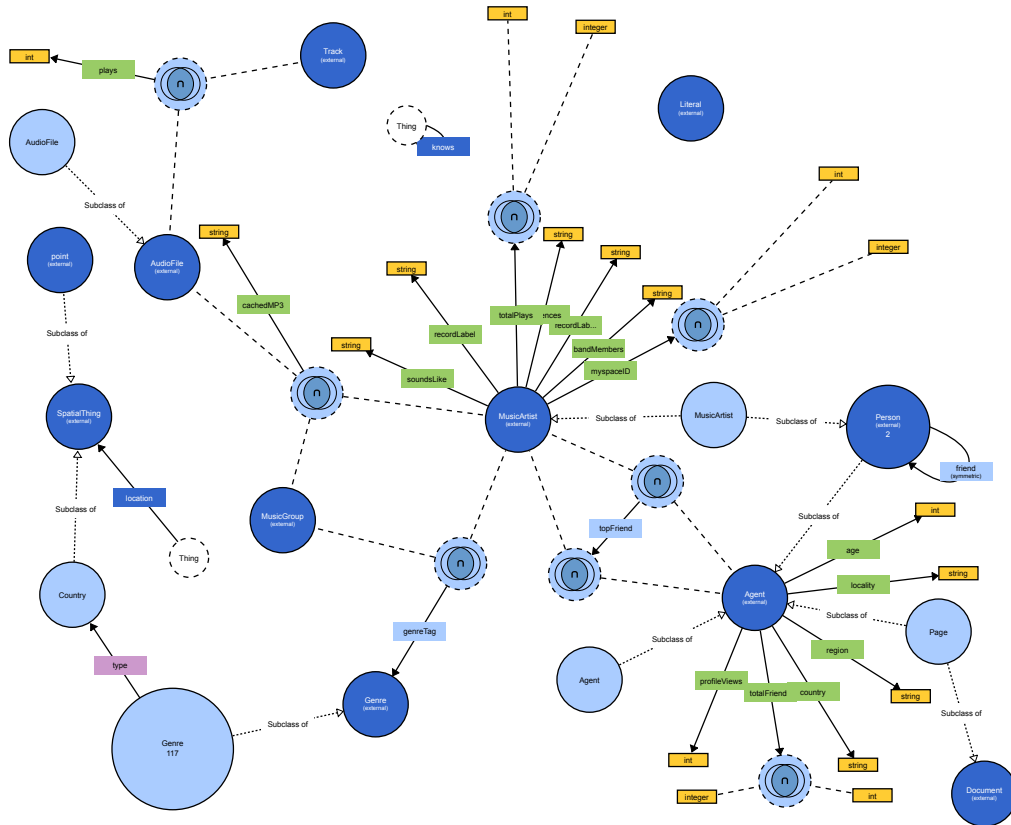 int
integer
Track
(external)
int
plays
∩
Literal
(external)
Thing
knows
AudioFile
int
∩
Subclass of
string
string
string
integer
point
(external)
AudioFile
(external)
string
string
cachedMP3
totalPlays
ences
recordLab...
∩
recordLabel
bandMembers
string
Subclass of
soundsLike
myspaceID
∩
SpatialThing
(external)
MusicArtist
(external)
Subclass of
MusicArtist
Subclass of
Person
(external)
2
friend
(symmetric)
Subclass of
location
∩
MusicGroup
(external)
topFriend
Subclass of
int
age
Thing
∩
∩
locality
string
Country
Agent
(external)
Subclass of
Page
genreTag
Subclass of
region
type
profileViews
Agent
totalFriend
country
string
Genre
(external)
Subclass of
Subclass of
Genre
117
int
string
∩
integer
int
Document
(external)